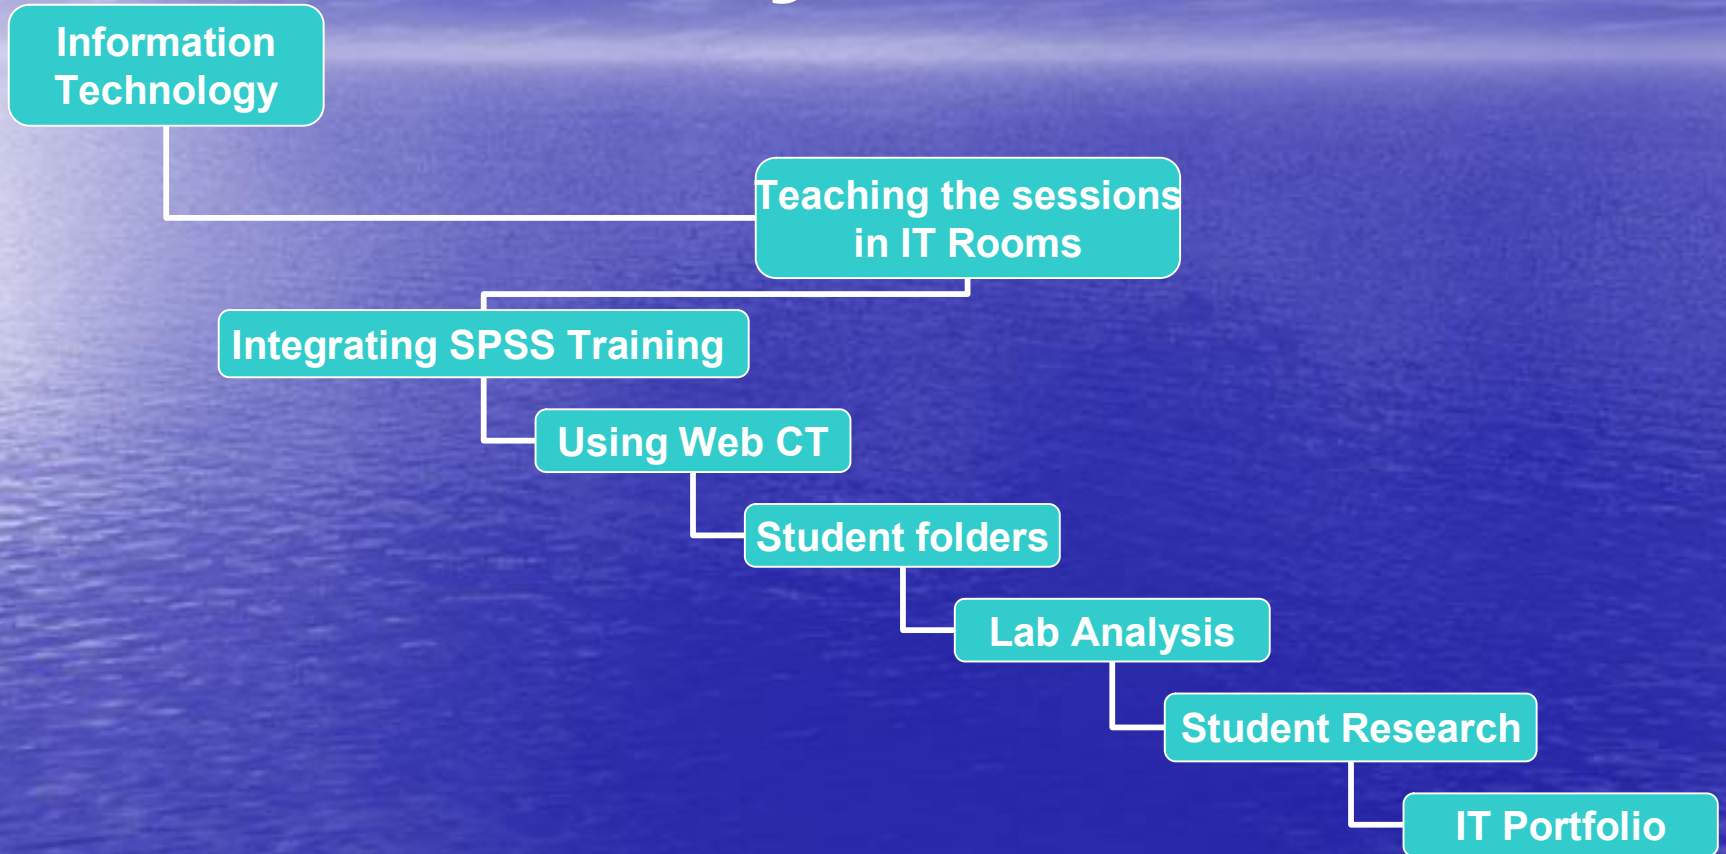 Information
Technology
Teaching the sessions
in IT Rooms
Integrating SPSS Training
Using Web CT
Student folders
Lab Analysis
Student Research
IT Portfolio